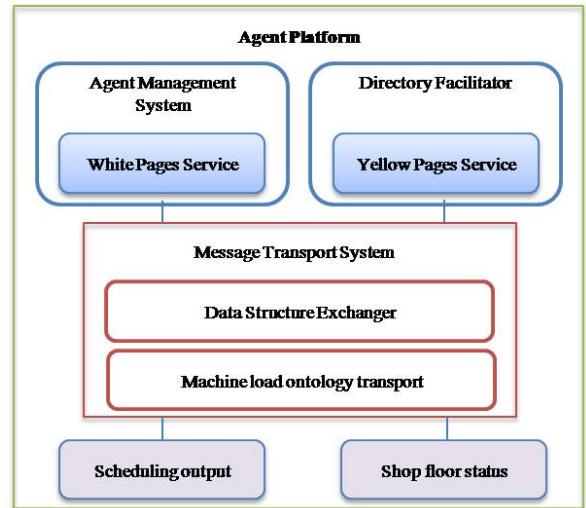 Agent Platform
Agent Management
System
White Pages Service
Directory Facilitator
Yellow Pages Service
Message Transport System
Data Structure Exchanger
Machine load ontology transport
Scheduling output
Shop floor status